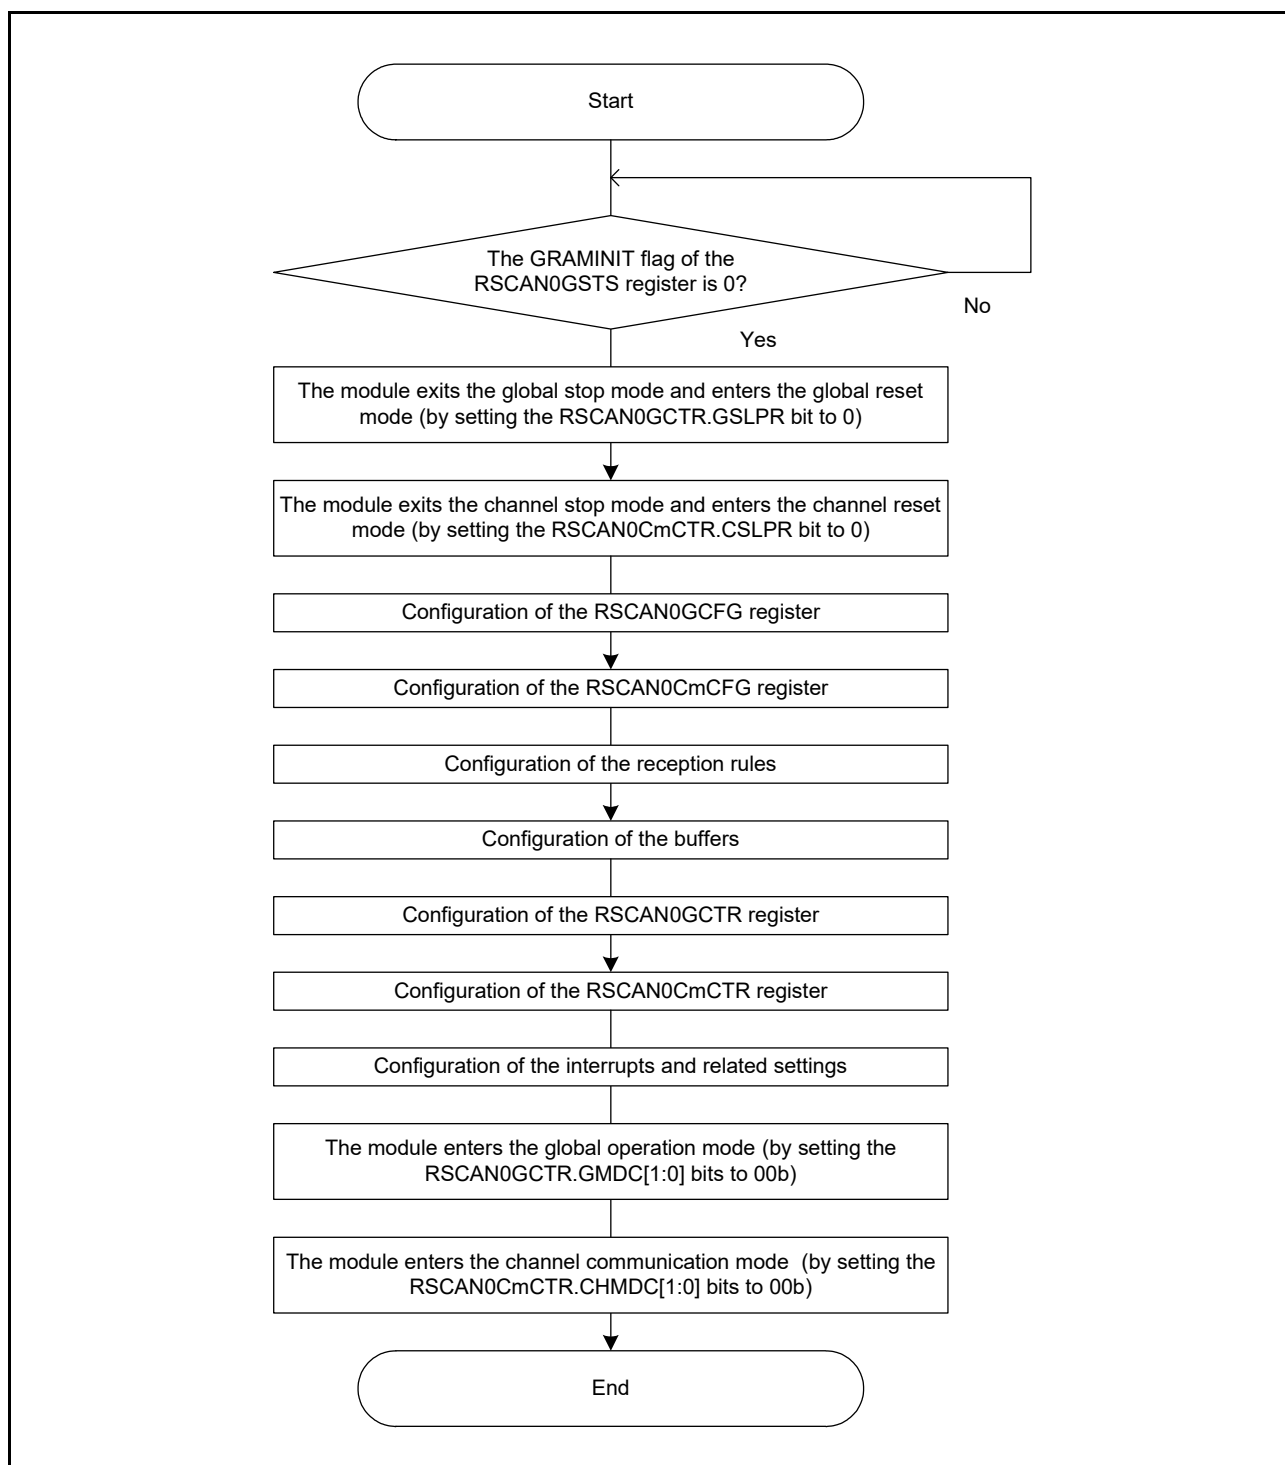 Start
The GRAMINIT flag of the
RSCAN0GSTS register is 0?
No
Yes
The module exits the global stop mode and enters the global reset
mode (by setting the RSCAN0GCTR.GSLPR bit to 0)
The module exits the channel stop mode and enters the channel reset
mode (by setting the RSCAN0CmCTR.CSLPR bit to 0)
Configuration of the RSCAN0GCFG register
Configuration of the RSCAN0CmCFG register
Configuration of the reception rules
Configuration of the buffers
Configuration of the RSCAN0GCTR register
Configuration of the RSCAN0CmCTR register
Configuration of the interrupts and related settings
The module enters the global operation mode (by setting the
RSCAN0GCTR.GMDC[1:0] bits to 00b)
The module enters the channel communication mode  (by setting the
RSCAN0CmCTR.CHMDC[1:0] bits to 00b)
End